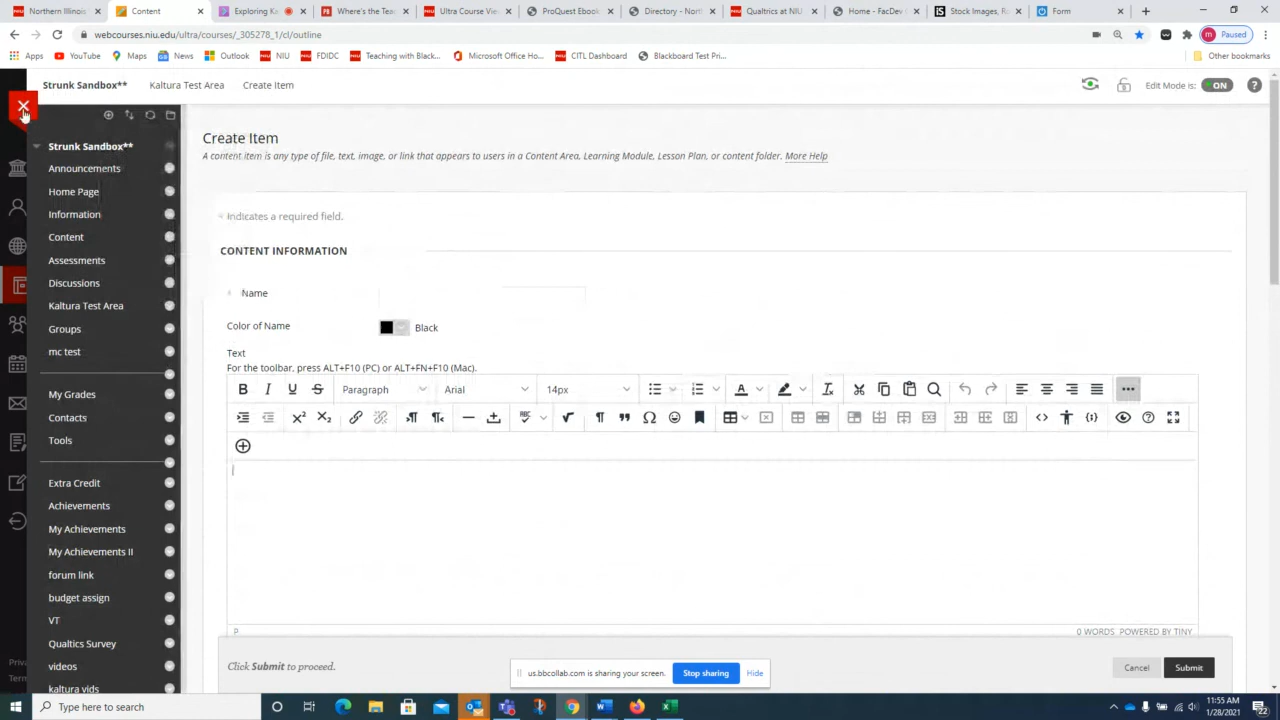 Northern Illinois
Content
Exploring Ka
Where's the Tea
Ultra Course Vie
ProQuest Ebook
Directory - Nort
Qualtrics at NIU
Home - FacDev
Stock Images, R
Form
webcourses.niu.edu/ultra/courses/_305278_1/cl/outline
m Paused
Apps YouTube Maps News Outlook NIU FDIDC Teaching with Black... Microsoft Office Ho... CITL Dashboard Blackboard Test Pri... Other bookmarks
Strunk Sandbox** Kaltura Test Area Create Item Edit Mode is: ON ?
Strunk Sandbox**
Announcements
Home Page
Information
Content
Assessments
Discussions
Kaltura Test Area
Groups
mc test
My Grades
Contacts
Tools
Extra Credit
Achievements
My Achievements
My Achievements II
forum link
budget assign
VT
Qualtics Survey
videos
kaltura vids
Priva
Term
Create Item
A content item is any type of file, text, image, or link that appears to users in a Content Area, Learning Module, Lesson Plan, or content folder. More Help
Indicates a required field.
CONTENT INFORMATION
Name
Color of Name Black
Text
For the toolbar, press ALT+F10 (PC) or ALT+FN+F10 (Mac).
B I U S Paragraph Arial 14px
P 0 WORDS POWERED BY TINY
Click Submit to proceed. Cancel Submit
us.bbcollab.com is sharing your screen. Stop sharing Hide
Type here to search
11:55 AM
1/28/2021
22